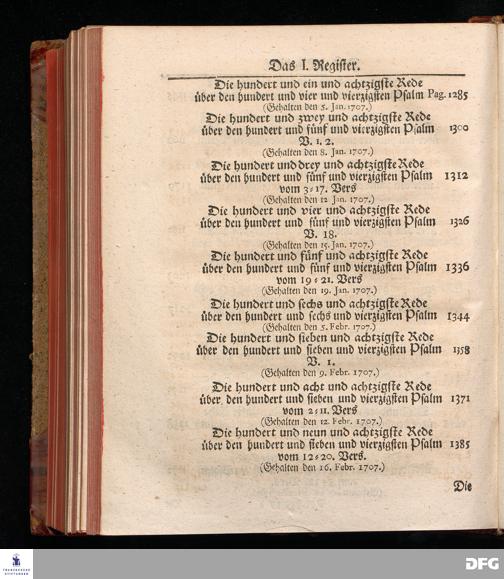 Das I. Register.
Die hundert und ein und achtzigste Rede
über den hundert und vier und vierzigsten Psalm Pag. 1285
(Gehalten den 5. Jan. 1707.)
Die hundert und zwey und achtzigste Rede
über den hundert und fünf und vierzigsten Psalm 1300
V. 1. 2.
(Gehalten den 8. Jan. 1707.)
Die hundert und drey und achtzigste Rede
über den hundert und fünf und vierzigsten Psalm 1312
vom 3-17. Vers
(Gehalten den 12 Jan. 1707.)
Die hundert und vier und achtzigste Rede
über den hundert und fünf und vierzigsten Psalm 1326
V. 18.
(Gehalten den 15. Jan. 1707.)
Die hundert und fünf und achtzigste Rede
über den hundert und fünf und vierzigsten Psalm 1336
vom 19-21. Vers
(Gehalten den 19. Jan. 1707.)
Die hundert und sechs und achtzigste Rede
über den hundert und sechs und vierzigsten Psalm 1344
(Gehalten den 5. Febr. 1707.)
Die hundert und sieben und achtzigste Rede
über den hundert und sieben und vierzigsten Psalm 1358
V. 1.
(Gehalten den 9. Febr. 1707.)
Die hundert und acht und achtzigste Rede
über den hundert und sieben und vierzigsten Psalm 1371
vom 2-11. Vers
(Gehalten den 12. Febr. 1707.)
Die hundert und neun und achtzigste Rede
über den hundert und sieben und vierzigsten Psalm 1385
vom 12-20. Vers.
(Gehalten den 16. Febr. 1707.)
Die
FRANCKESCHE
STIFTUNGEN
DFG